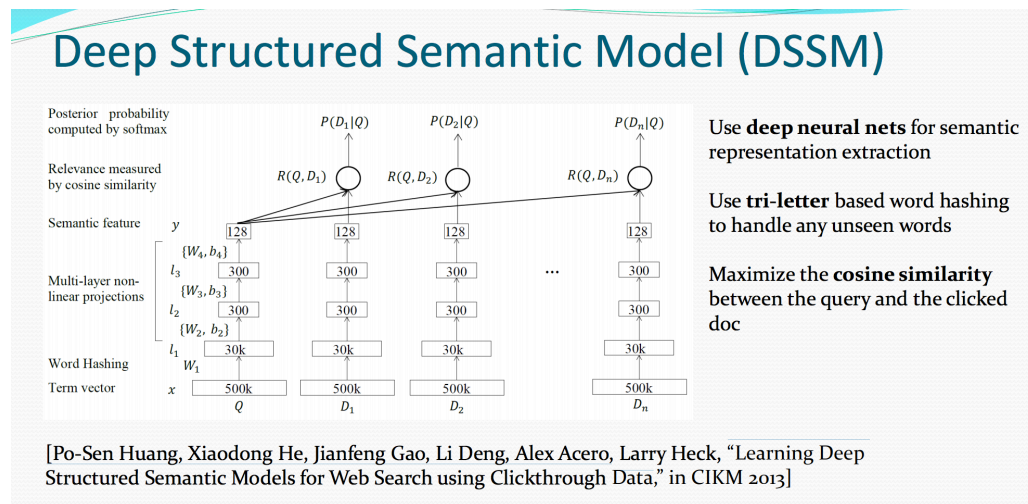 Deep Structured Semantic Model (DSSM)
Posterior probability
computed by softmax
P(D₁|Q) P(D₂|Q) P(Dₙ|Q)
Relevance measured
by cosine similarity
R(Q,D₁) R(Q,D₂) R(Q,Dₙ)
Semantic feature y
128 128 128 128
{W₄,b₄}
l₃ 300 300 300 ... 300
Multi-layer non-
linear projections
{W₃,b₃}
l₂ 300 300 300 300
{W₂, b₂}
l₁ 30k 30k 30k 30k
Word Hashing W₁
Term vector x 500k 500k 500k 500k
Q D₁ D₂ Dₙ
Use deep neural nets for semantic
representation extraction
Use tri-letter based word hashing
to handle any unseen words
Maximize the cosine similarity
between the query and the clicked
doc
[Po-Sen Huang, Xiaodong He, Jianfeng Gao, Li Deng, Alex Acero, Larry Heck, “Learning Deep
Structured Semantic Models for Web Search using Clickthrough Data,” in CIKM 2013]